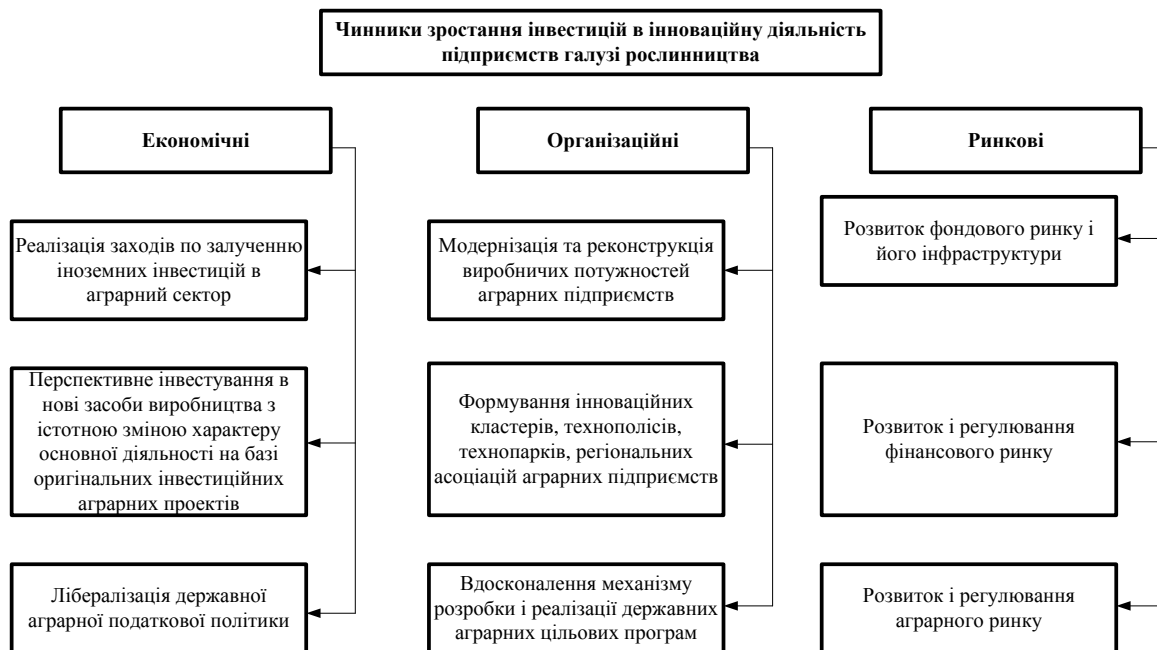 Чинники зростання інвестицій в інноваційну діяльність
підприємств галузі рослинництва
Економічні
Реалізація заходів по залученню
іноземних інвестицій в
аграрний сектор
Перспективне інвестування в
нові засоби виробництва з
істотною зміною характеру
основної діяльності на базі
оригінальних інвестиційних
аграрних проектів
Лібералізація державної
аграрної податкової політики
Організаційні
Модернізація та реконструкція
виробничих потужностей
аграрних підприємств
Формування інноваційних
кластерів, технополісів,
технопарків, регіональних
асоціацій аграрних підприємств
Вдосконалення механізму
розробки і реалізації державних
аграрних цільових програм
Ринкові
Розвиток фондового ринку і
його інфраструктури
Розвиток і регулювання
фінансового ринку
Розвиток і регулювання
аграрного ринку